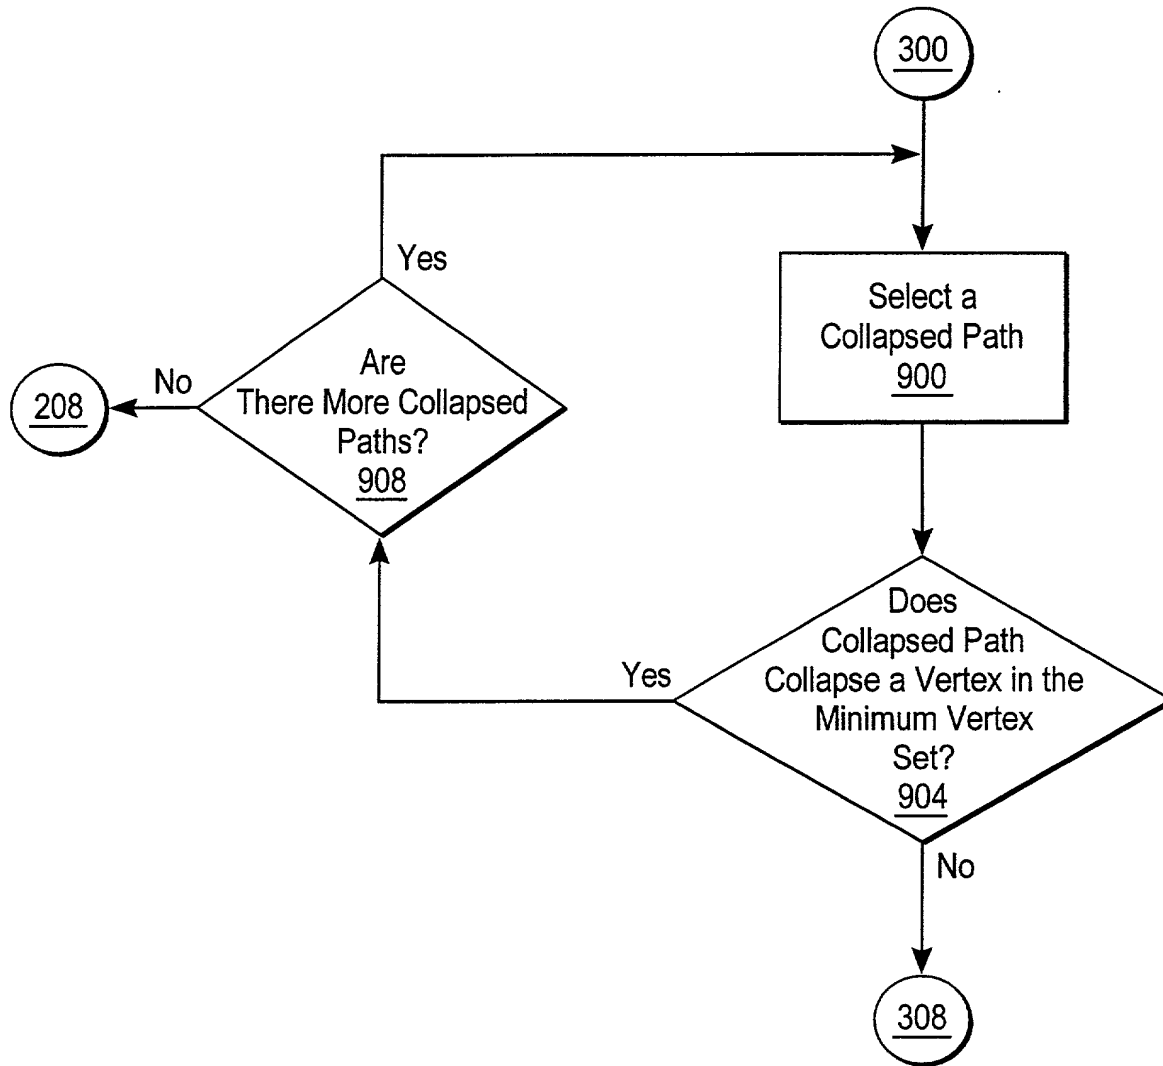 300
Yes
Select a
Collapsed Path
900
Are
There More Collapsed
Paths?
908
No
208
Does
Collapsed Path
Collapse a Vertex in the
Minimum Vertex
Set?
904
Yes
No
308